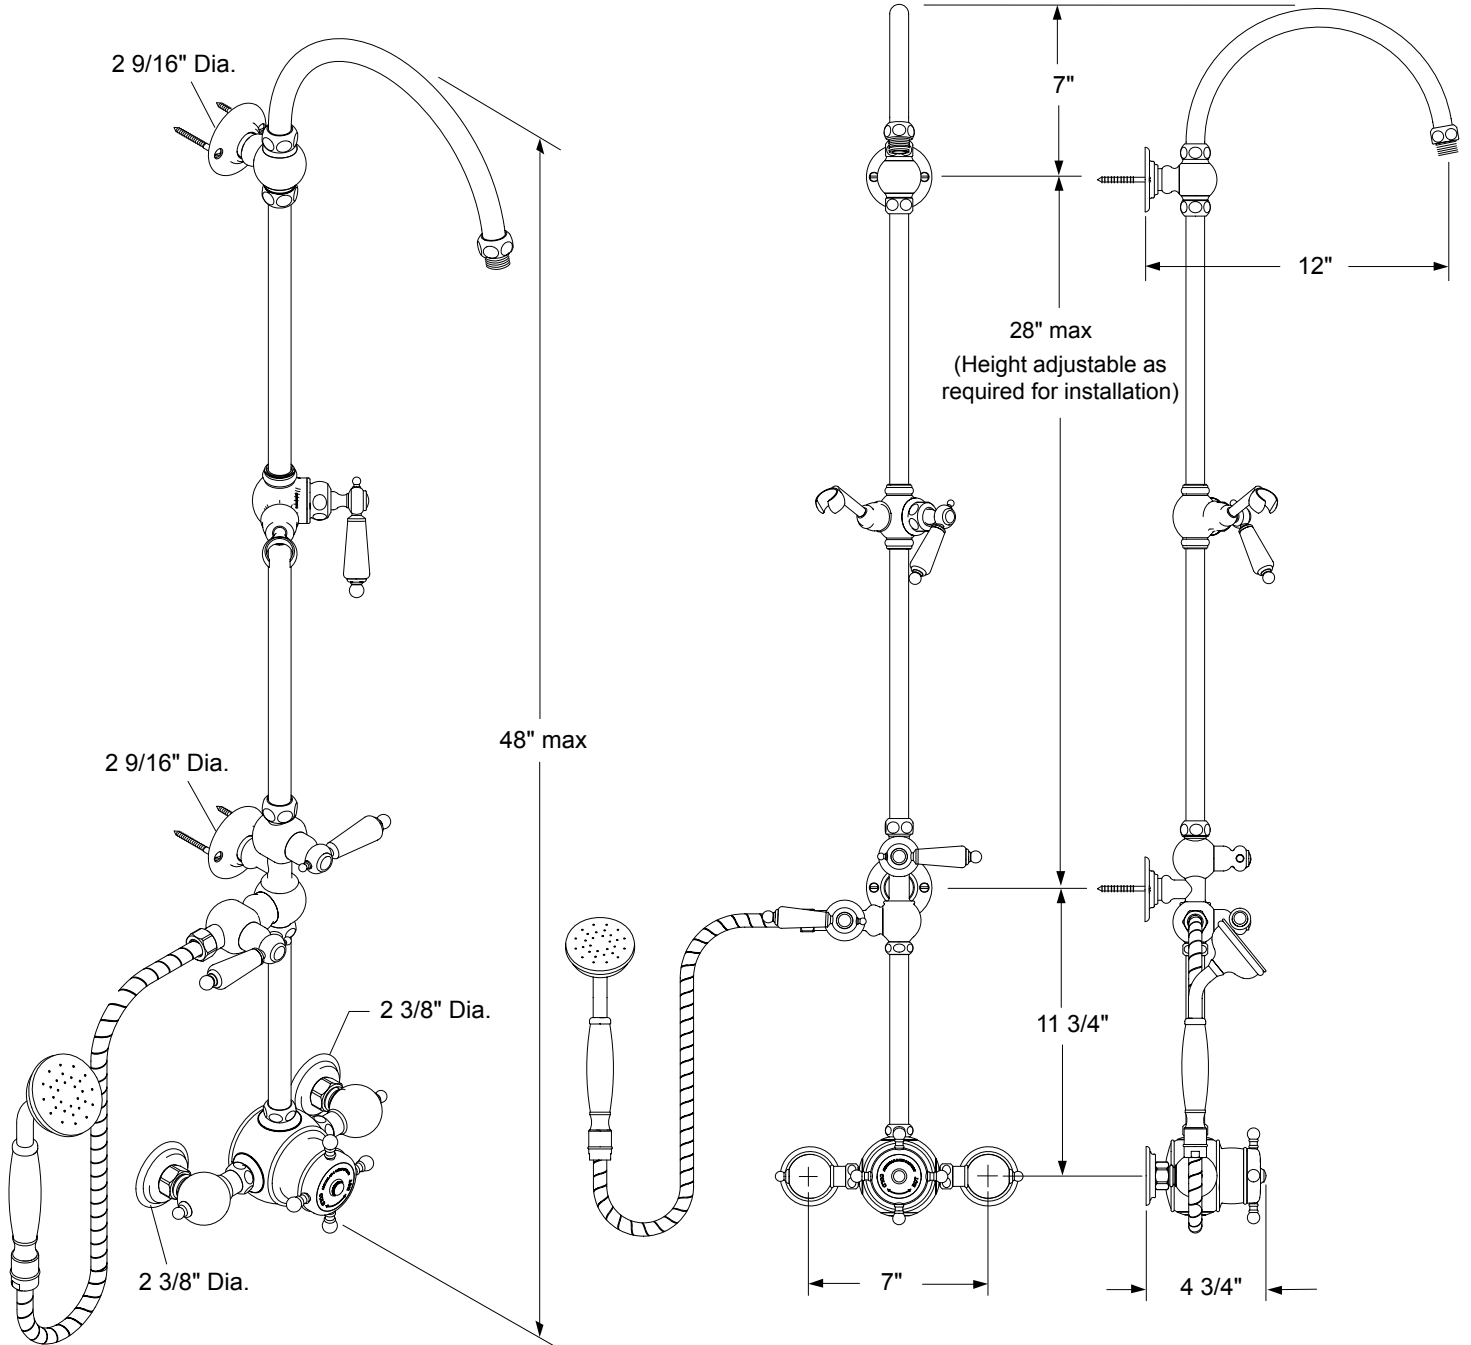 2 9/16" Dia.
7"
12"
28" max
(Height adjustable as
required for installation)
48" max
2 9/16" Dia.
2 3/8" Dia.
11 3/4"
2 3/8" Dia.
7"
4 3/4"